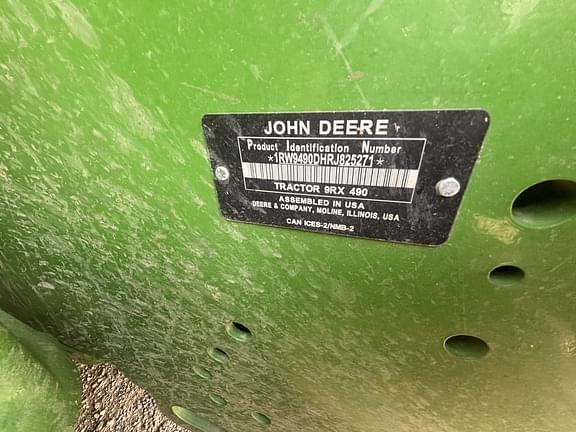 JOHN DEERE
Product Identification Number
*1RW9490DHRJ825271*
TRACTOR 9RX 490
ASSEMBLED IN USA
DEERE & COMPANY, MOLINE, ILLINOIS, USA
CAN ICES-2/NMB-2